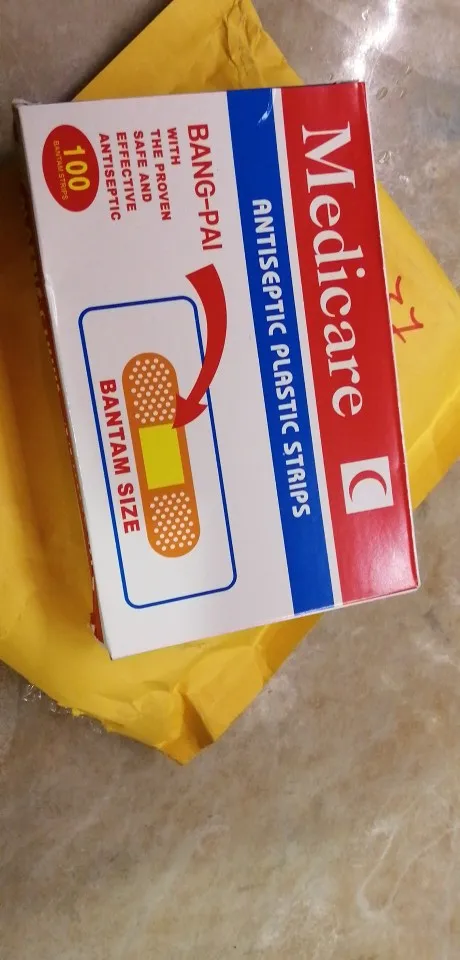 Medicare
ANTISEPTIC PLASTIC STRIPS
BANG-PAI
WITH
THE PROVEN
SAFE AND
EFFECTIVE
ANTISEPTIC
100
BANTAM STRIPS
BANTAM SIZE